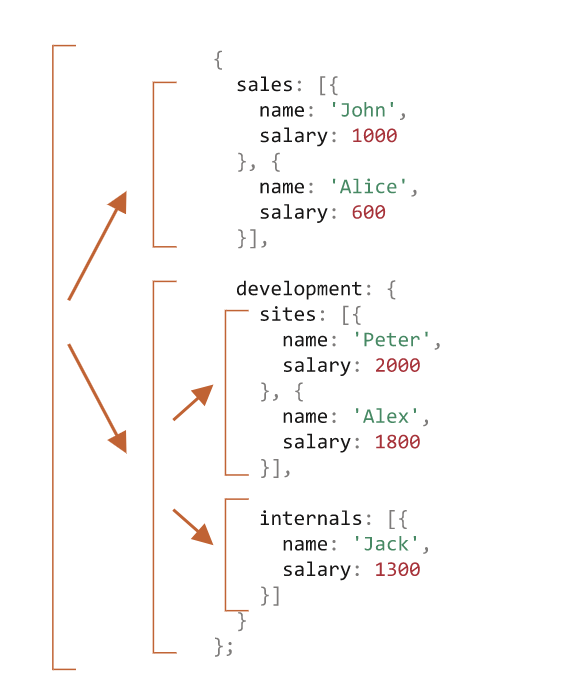 {
  sales: [{
    name: 'John',
    salary: 1000
  }, {
    name: 'Alice',
    salary: 600
  }],
  development: {
    sites: [{
      name: 'Peter',
      salary: 2000
    }, {
      name: 'Alex',
      salary: 1800
    }],
    internals: [{
      name: 'Jack',
      salary: 1300
    }]
  }
};